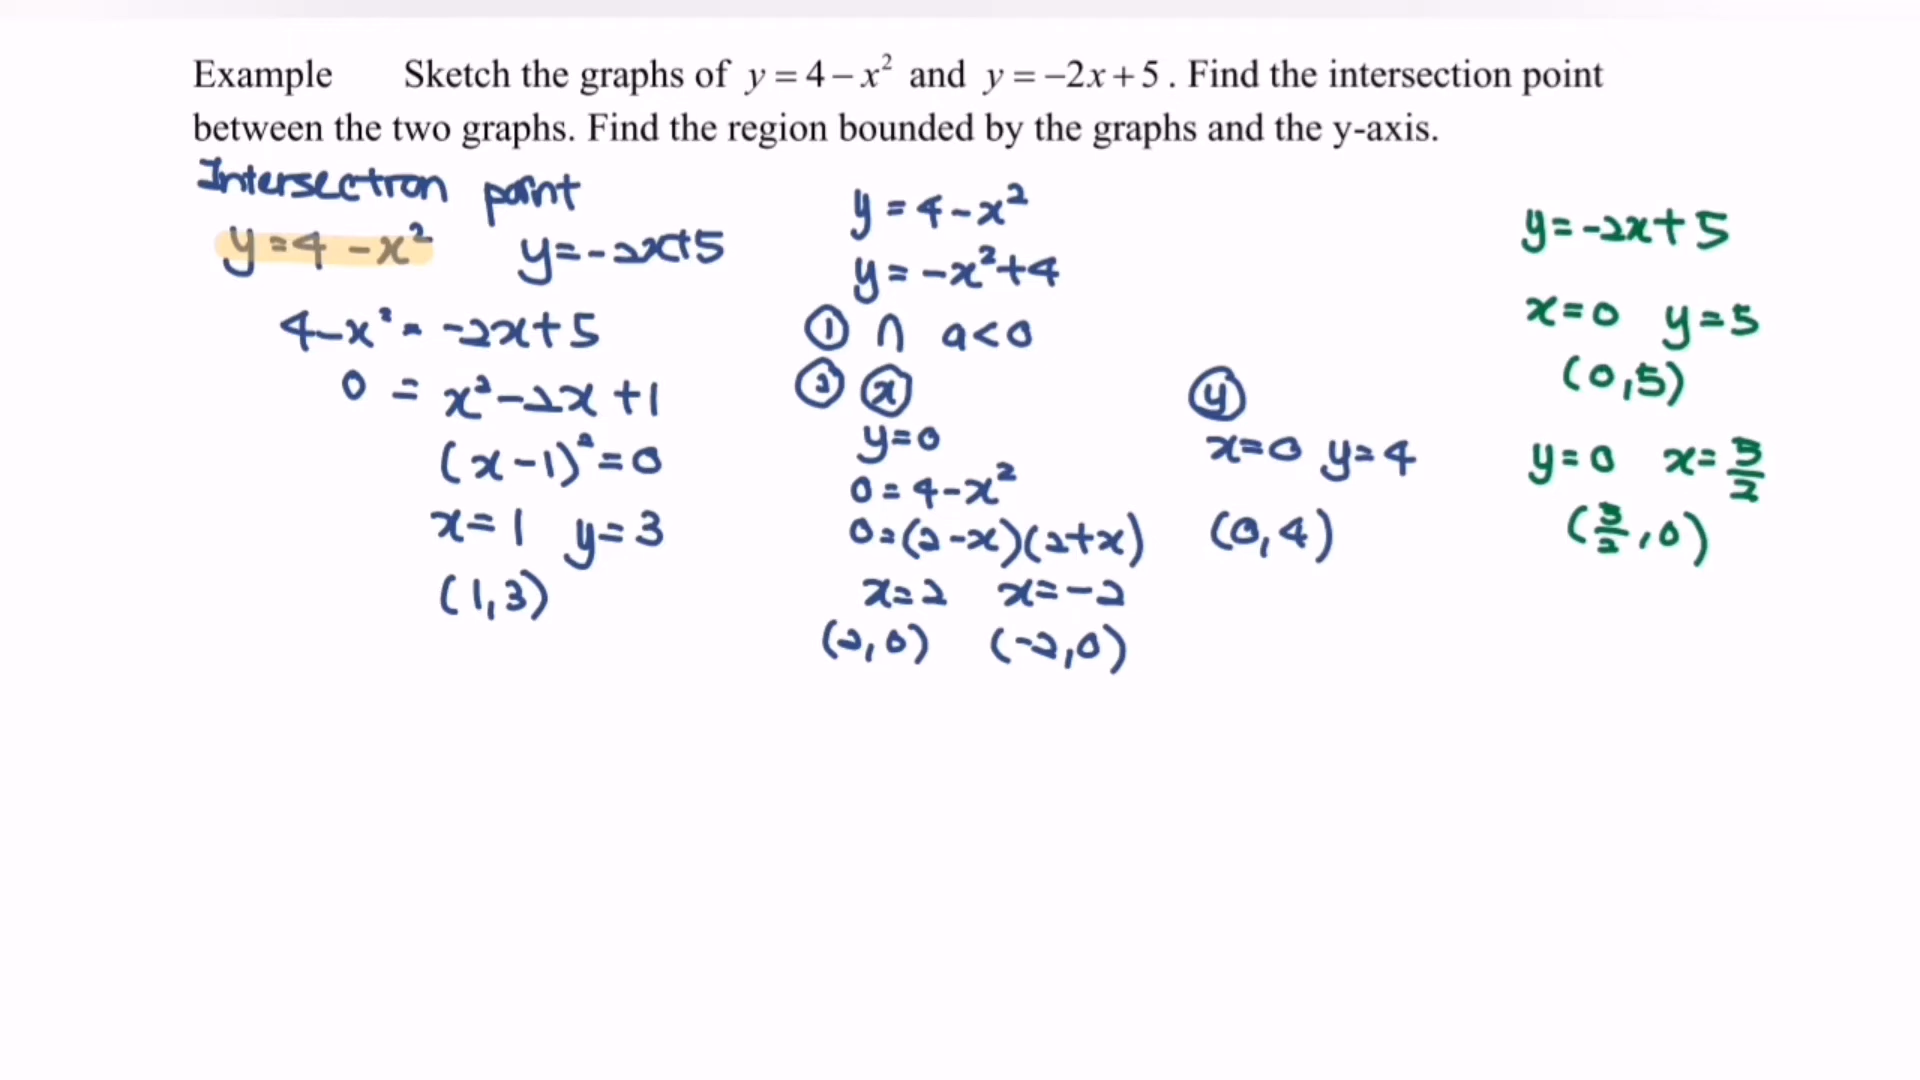 Example Sketch the graphs of y = 4 − x² and y = −2x + 5 . Find the intersection point
between the two graphs. Find the region bounded by the graphs and the y-axis.
Intersection point
y = 4 − x² y = −2x+5
4−x² = −2x+5
0 = x² − 2x + 1
(x − 1)² = 0
x = 1 y = 3
(1,3)
y = 4 − x²
y = −x² + 4
① ∩ a < 0
② ⓧ
y = 0
0 = 4 − x²
0 = (2 − x)(2 + x)
x = 2 x = −2
(2,0) (−2,0)
ⓨ
x = 0 y = 4
(0,4)
y = −2x + 5
x = 0 y = 5
(0,5)
y = 0 x = 5/2
(5/2, 0)